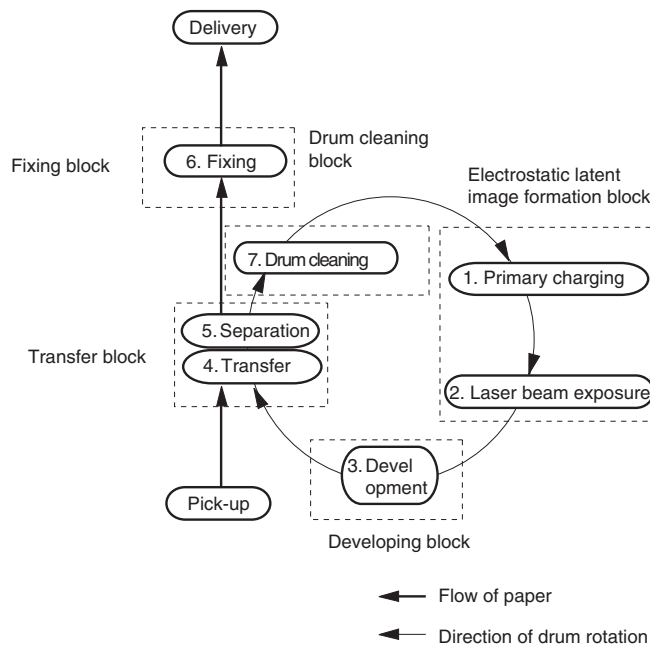 Delivery
Drum cleaning
block
Fixing block
6. Fixing
Electrostatic latent
image formation block
7. Drum cleaning
1. Primary charging
5. Separation
Transfer block
4. Transfer
2. Laser beam exposure
3. Devel
opment
Pick-up
Developing block
Flow of paper
Direction of drum rotation